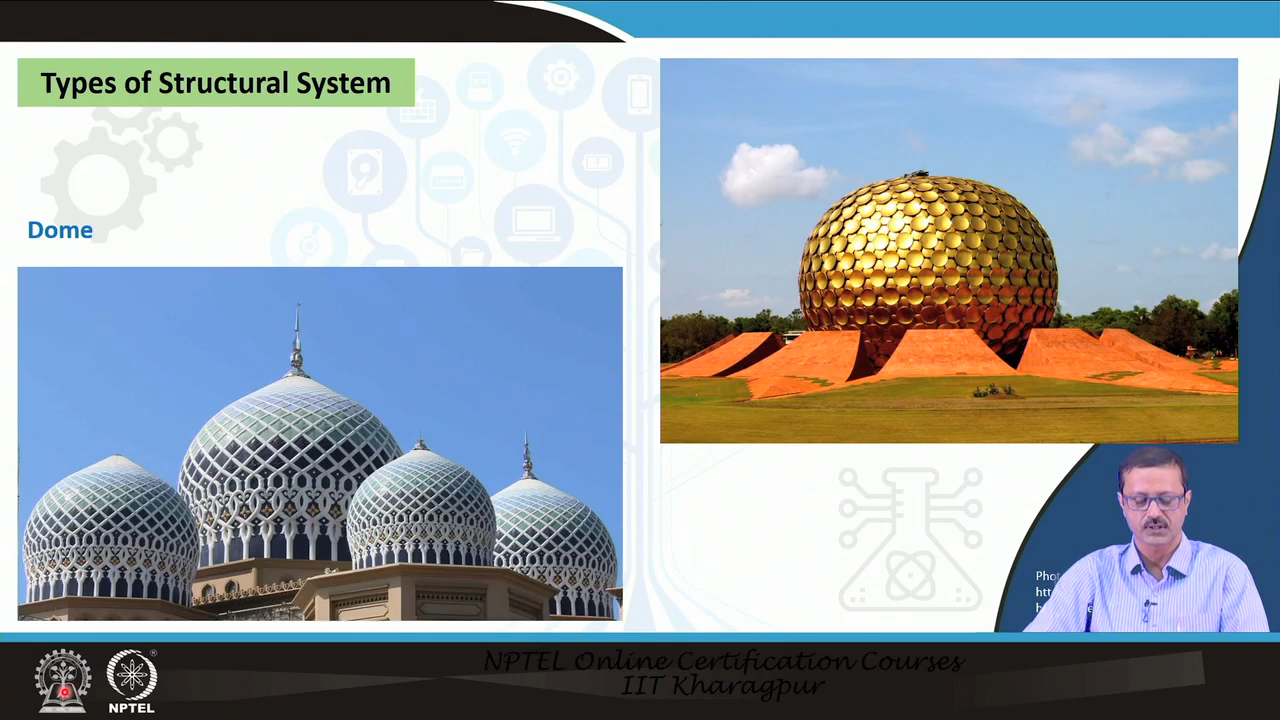 Types of Structural System
Dome
NPTEL Online Certification Courses
IIT Kharagpur
NPTEL